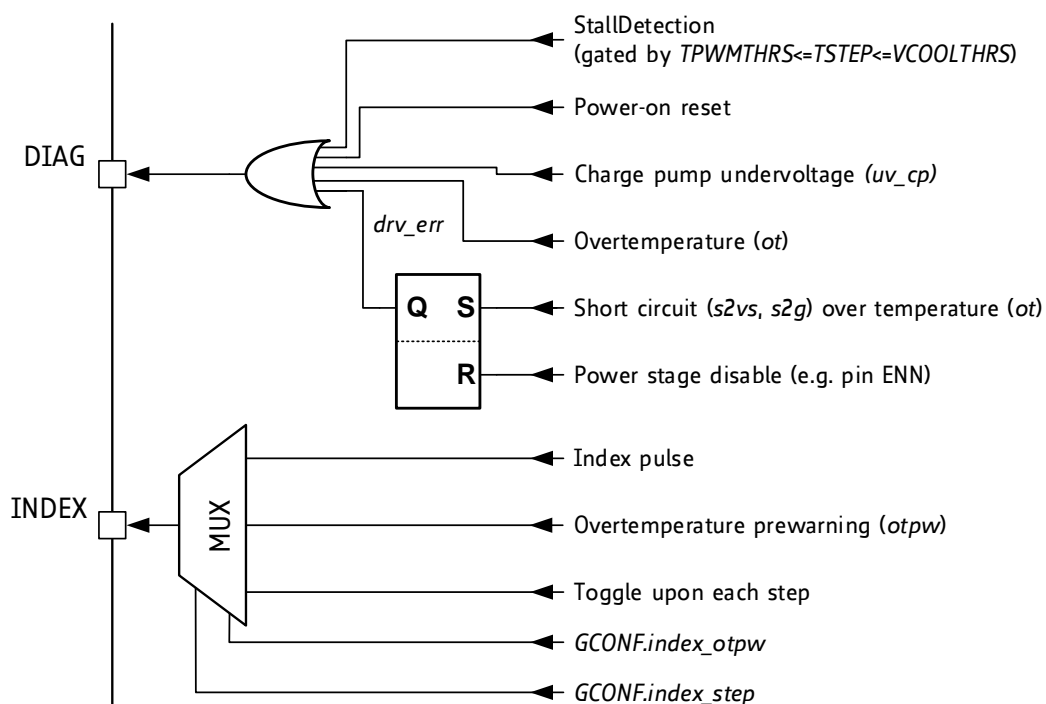 StallDetection
(gated by TPWMTHRS<=TSTEP<=VCOOLTHRS)
Power-on reset
DIAG
Charge pump undervoltage (uv_cp)
drv_err
Overtemperature (ot)
Q S Short circuit (s2vs, s2g) over temperature (ot)
R Power stage disable (e.g. pin ENN)
Index pulse
INDEX
MUX
Overtemperature prewarning (otpw)
Toggle upon each step
GCONF.index_otpw
GCONF.index_step